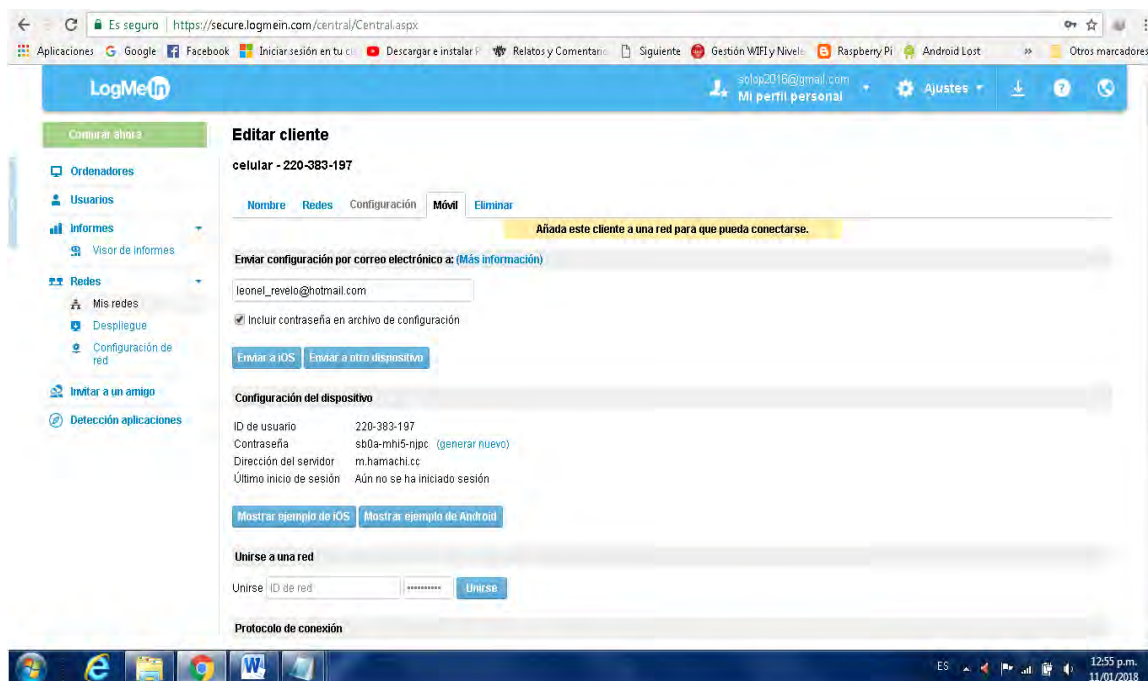 Es seguro | https://secure.logmein.com/central/Central.aspx
Aplicaciones Google Facebook Iniciar sesión en tu Descargar e instalar Relatos y Comentario Siguiente Gestión WIFI y Nivele Raspberry Pi Android Lost » Otros marcadores
LogMeIn
solop2016@gmail.com
Mi perfil personal
Ajustes
?
Comprar ahora
Ordenadores
Usuarios
Informes
Visor de informes
Redes
Mis redes
Despliegue
Configuración de red
Invitar a un amigo
Detección aplicaciones
Editar cliente
celular - 220-383-197
Nombre Redes Configuración Móvil Eliminar
Añada este cliente a una red para que pueda conectarse.
Enviar configuración por correo electrónico a: (Más información)
leonel_revelo@hotmail.com
Incluir contraseña en archivo de configuración
Enviar a iOS Enviar a otro dispositivo
Configuración del dispositivo
ID de usuario 220-383-197
Contraseña sb0a-mhi5-njpc (generar nuevo)
Dirección del servidor m.hamachi.cc
Último inicio de sesión Aún no se ha iniciado sesión
Mostrar ejemplo de iOS Mostrar ejemplo de Android
Unirse a una red
Unirse ID de red ••••••••• Unirse
Protocolo de conexión
ES 12:55 p.m.
11/01/2018